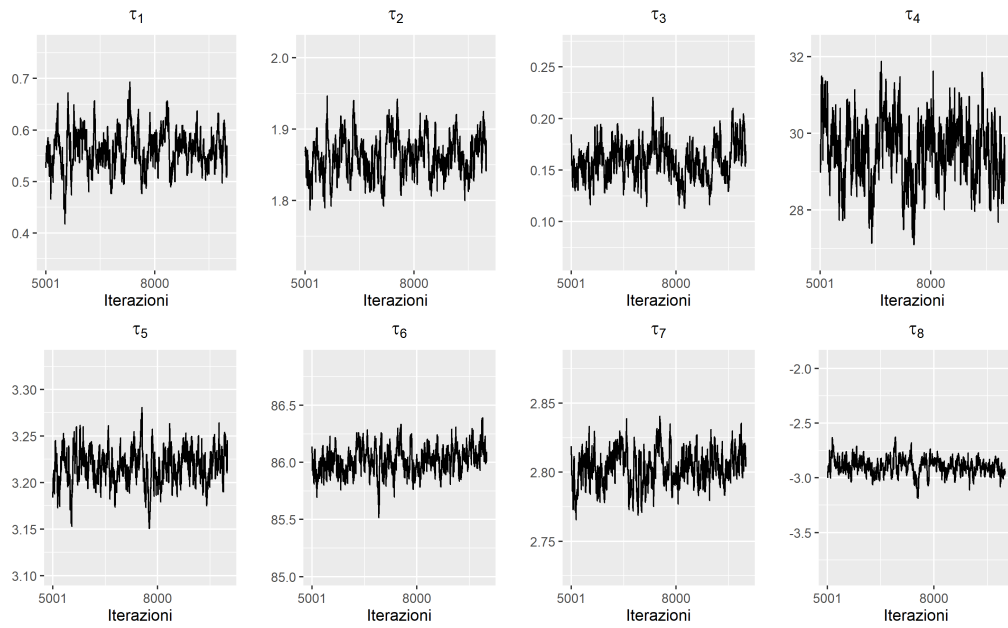 τ1 τ2 τ3 τ4
0.7 0.6 0.5 0.4
5001 8000
Iterazioni
2.0 1.9 1.8
5001 8000
Iterazioni
0.25 0.20 0.15 0.10
5001 8000
Iterazioni
32 30 28
5001 8000
Iterazioni
τ5 τ6 τ7 τ8
3.30 3.25 3.20 3.15 3.10
5001 8000
Iterazioni
86.5 86.0 85.5 85.0
5001 8000
Iterazioni
2.85 2.80 2.75
5001 8000
Iterazioni
-2.0 -2.5 -3.0 -3.5
5001 8000
Iterazioni